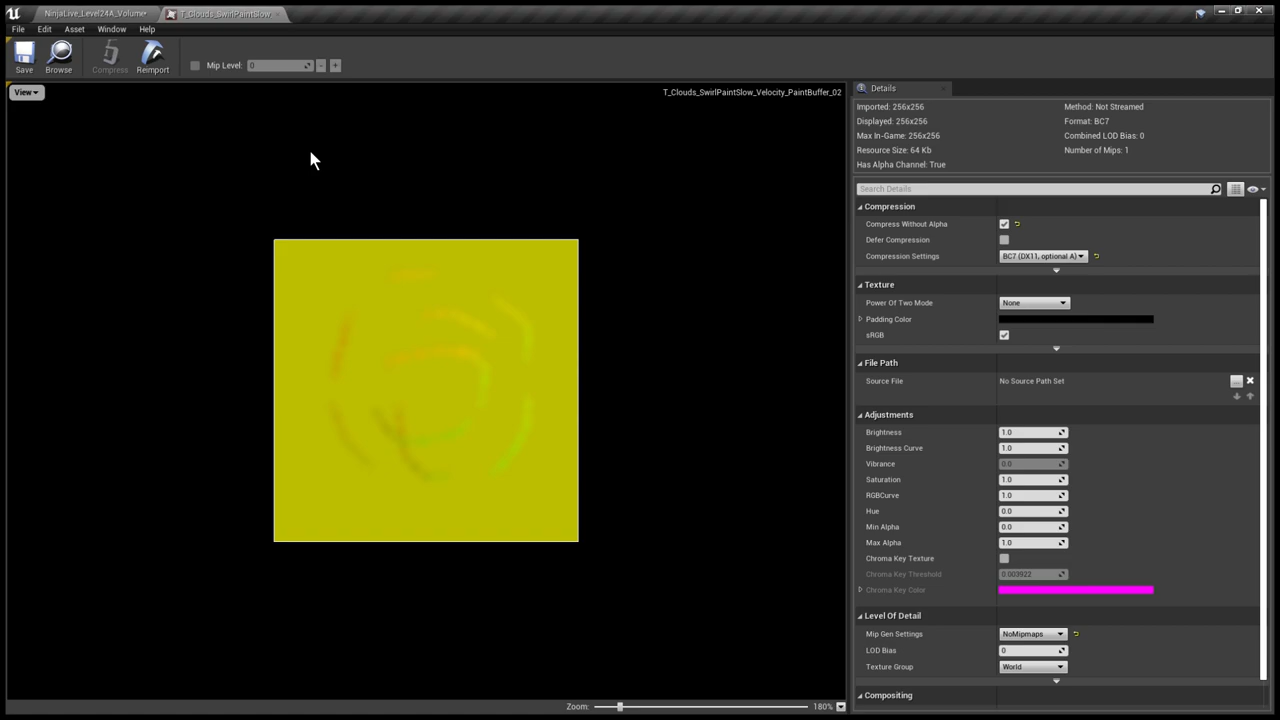 NinjaLive_Level24A_Volume*
T_Clouds_SwirlPaintSlow_
File Edit Asset Window Help
Save Browse Compress Reimport Mip Level: 0 - +
View
T_Clouds_SwirlPaintSlow_Velocity_PaintBuffer_02
Zoom: 180%
Details
Imported: 256x256 Method: Not Streamed
Displayed: 256x256 Format: BC7
Max In-Game: 256x256 Combined LOD Bias: 0
Resource Size: 64 Kb Number of Mips: 1
Has Alpha Channel: True
Search Details
Compression
Compress Without Alpha
Defer Compression
Compression Settings BC7 (DX11, optional A)
Texture
Power Of Two Mode None
Padding Color
sRGB
File Path
Source File No Source Path Set ...
Adjustments
Brightness 1.0
Brightness Curve 1.0
Vibrance 0.0
Saturation 1.0
RGBCurve 1.0
Hue 0.0
Min Alpha 0.0
Max Alpha 1.0
Chroma Key Texture
Chroma Key Threshold 0.003922
Chroma Key Color
Level Of Detail
Mip Gen Settings NoMipmaps
LOD Bias 0
Texture Group World
Compositing